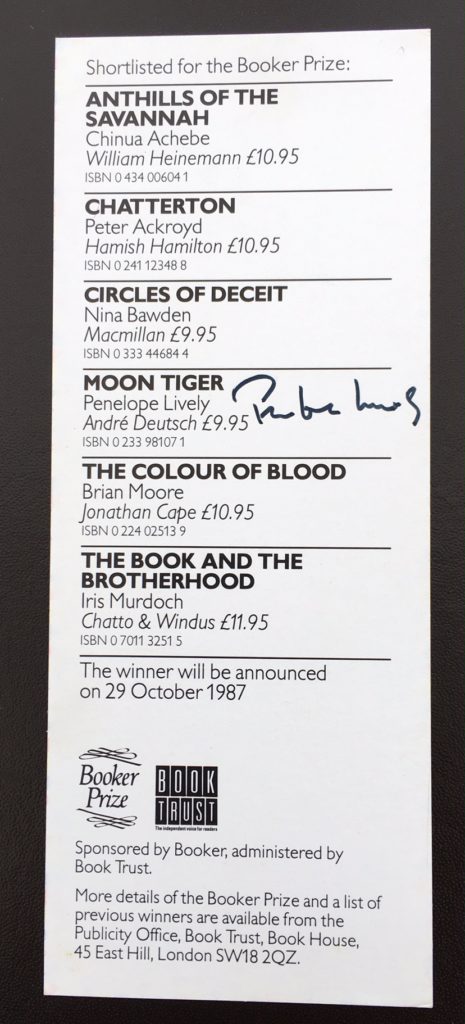 Shortlisted for the Booker Prize:
ANTHILLS OF THE
SAVANNAH
Chinua Achebe
William Heinemann £10.95
ISBN 0 434 00604 1
CHATTERTON
Peter Ackroyd
Hamish Hamilton £10.95
ISBN 0 241 12348 8
CIRCLES OF DECEIT
Nina Bawden
Macmillan £9.95
ISBN 0 333 44684 4
MOON TIGER
Penelope Lively
André Deutsch £9.95
ISBN 0 233 98107 1
THE COLOUR OF BLOOD
Brian Moore
Jonathan Cape £10.95
ISBN 0 224 02513 9
THE BOOK AND THE
BROTHERHOOD
Iris Murdoch
Chatto & Windus £11.95
ISBN 0 7011 3251 5
The winner will be announced
on 29 October 1987
Booker
Prize
BOOK
TRUST
The independent voice for readers
Sponsored by Booker, administered by
Book Trust.
More details of the Booker Prize and a list of
previous winners are available from the
Publicity Office, Book Trust, Book House,
45 East Hill, London SW18 2QZ.